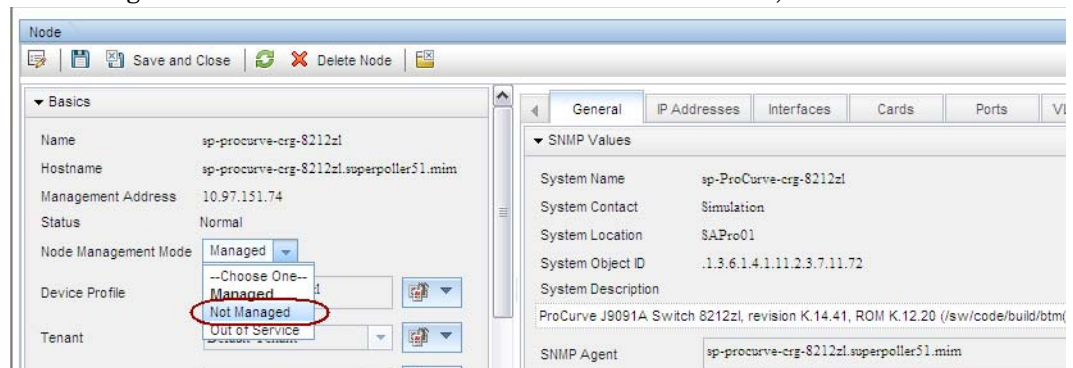 Node
Save and Close Delete Node
Basics
Name sp-procurve-crg-8212zl
Hostname sp-procurve-crg-8212zl.superpoller51.mim
Management Address 10.97.151.74
Status Normal
Node Management Mode Managed
--Choose One--
Managed
Not Managed
Out of Service
Device Profile
Tenant Default Tenant
General IP Addresses Interfaces Cards Ports VL
SNMP Values
System Name sp-ProCurve-crg-8212zl
System Contact Simulation
System Location SAPro01
System Object ID .1.3.6.1.4.1.11.2.3.7.11.72
System Description
ProCurve J9091A Switch 8212zl, revision K.14.41, ROM K.12.20 (/sw/code/build/btm(
SNMP Agent sp-procurve-crg-8212zl.superpoller51.mim